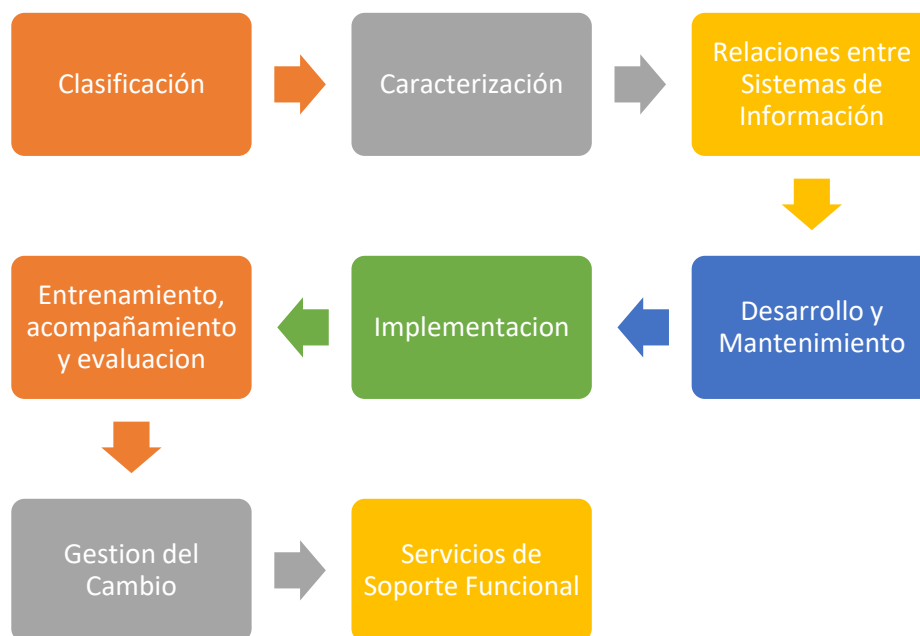 Clasificación
Caracterización
Relaciones entre
Sistemas de
Información
Desarrollo y
Mantenimiento
Implementacion
Entrenamiento,
acompañamiento
y evaluacion
Gestion del
Cambio
Servicios de
Soporte Funcional